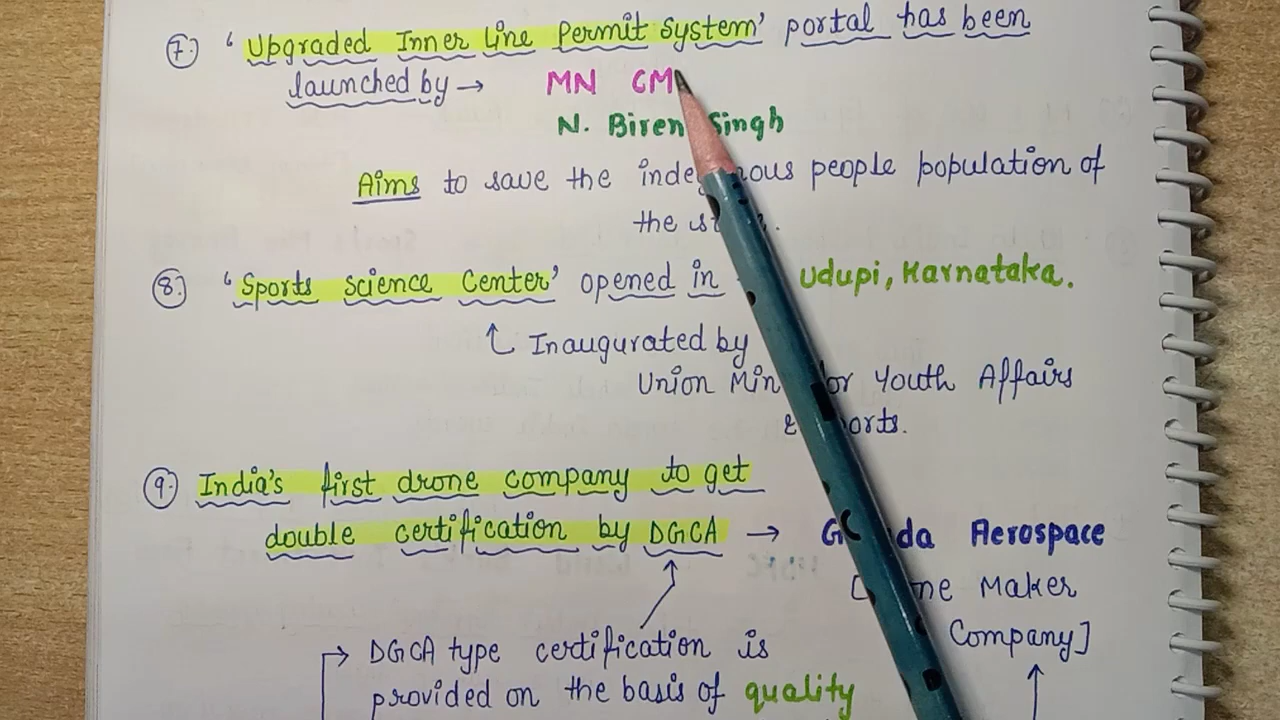 7. 'Upgraded Inner Line Permit System' portal has been
launched by → MN CM
N. Biren Singh
Aims to save the people population of
the
8. 'Sports Science Center' opened in Udupi, Karnataka.
Inaugurated by
Union Youth Affairs
9. India's first drone company to get
double certification by DGCA → Aerospace
Maker
Company]
DGCA type certification is
provided on the basis of quality